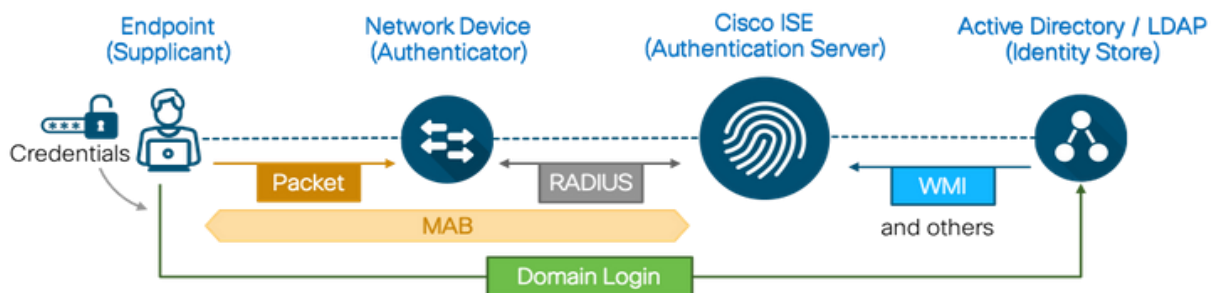 Endpoint
(Supplicant)
Network Device
(Authenticator)
Cisco ISE
(Authentication Server)
Active Directory / LDAP
(Identity Store)
***
Credentials
Packet
RADIUS
WMI
and others
MAB
Domain Login